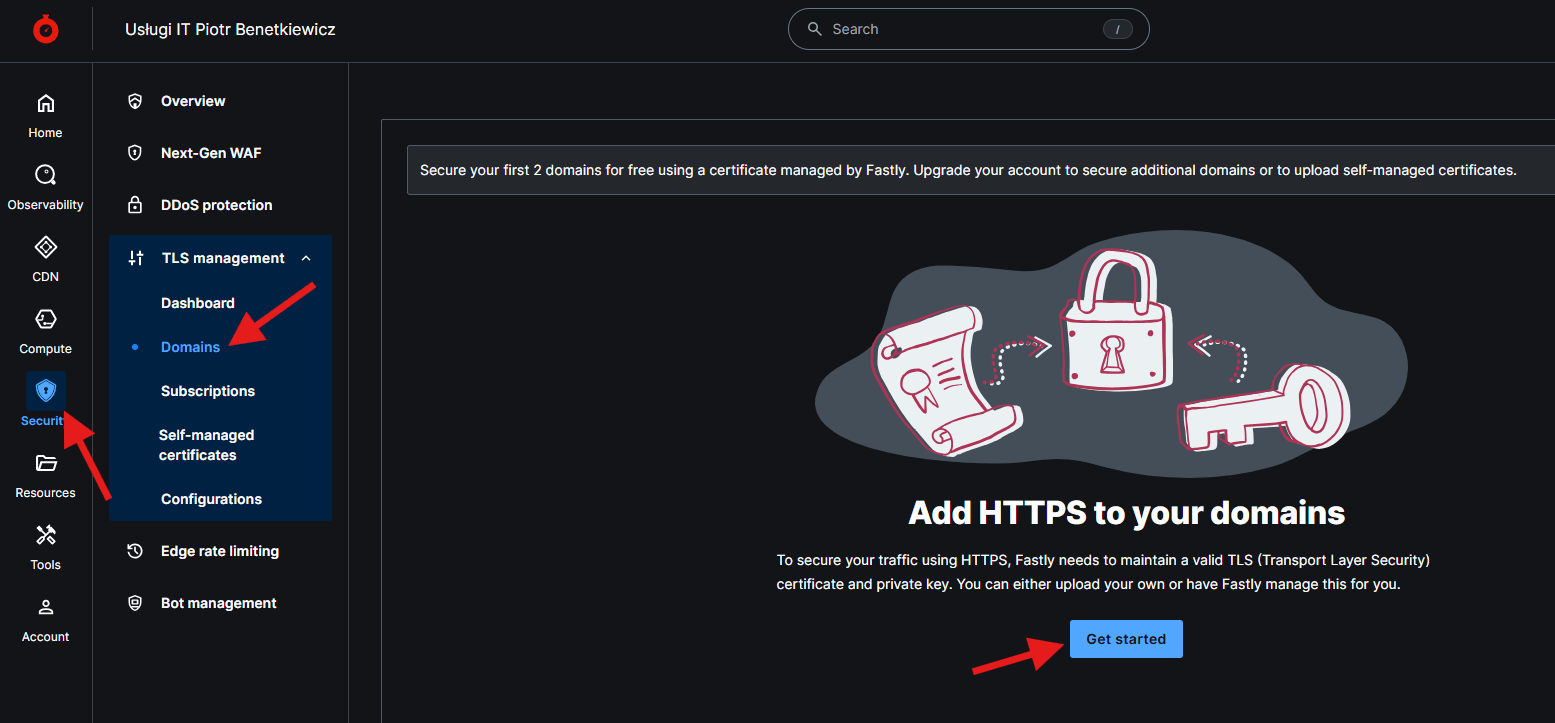 Usługi IT Piotr Benetkiewicz
Search
/
Home
Observability
CDN
Compute
Securit
Resources
Tools
Account
Overview
Next-Gen WAF
DDoS protection
TLS management
Dashboard
Domains
Subscriptions
Self-managed
certificates
Configurations
Edge rate limiting
Bot management
Secure your first 2 domains for free using a certificate managed by Fastly. Upgrade your account to secure additional domains or to upload self-managed certificates.
Add HTTPS to your domains
To secure your traffic using HTTPS, Fastly needs to maintain a valid TLS (Transport Layer Security)
certificate and private key. You can either upload your own or have Fastly manage this for you.
Get started